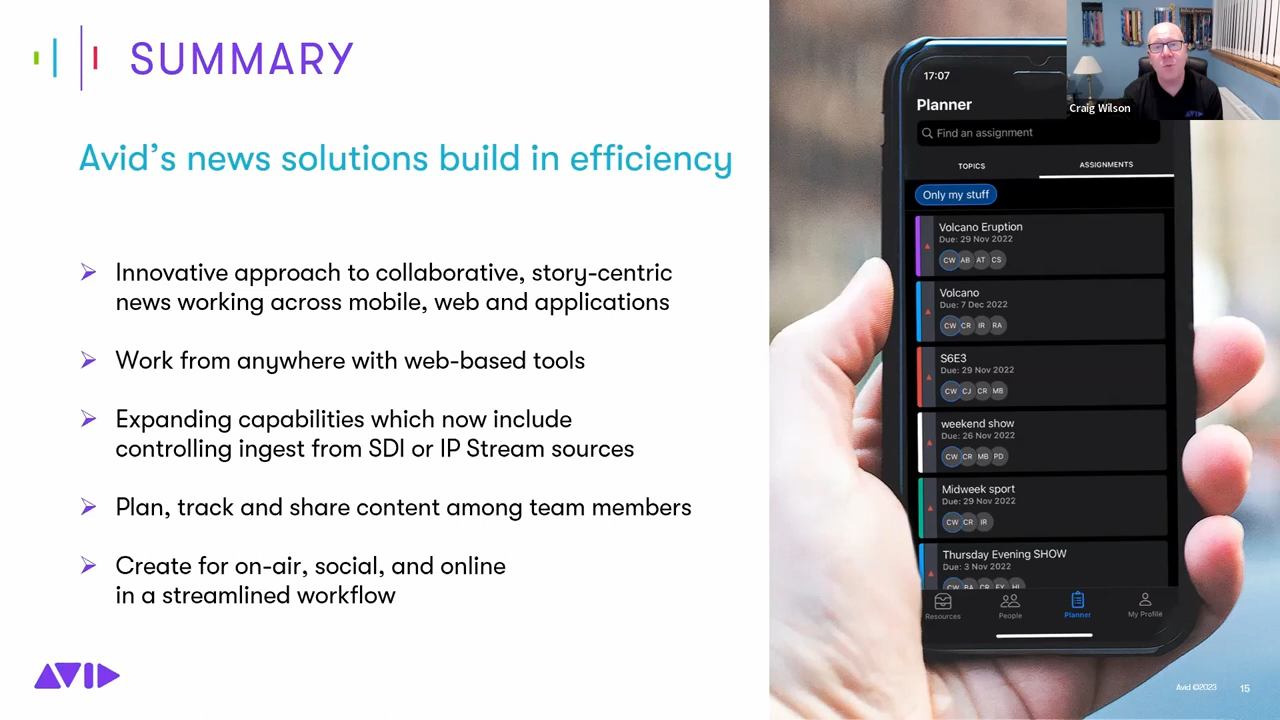 SUMMARY
Avid's news solutions build in efficiency
Innovative approach to collaborative, story-centric
news working across mobile, web and applications
Work from anywhere with web-based tools
Expanding capabilities which now include
controlling ingest from SDI or IP Stream sources
Plan, track and share content among team members
Create for on-air, social, and online
in a streamlined workflow
AVID
17:07
Planner
Find an assignment
TOPICS ASSIGNMENTS
Only my stuff
Volcano Eruption
Due: 29 Nov 2022
CW AB AT CS
Volcano
Due: 7 Dec 2022
CW CR IR RA
S6E3
Due: 29 Nov 2022
CW CJ CR MB
weekend show
Due: 26 Nov 2022
CW CR MB PD
Midweek sport
Due: 29 Nov 2022
CW CR IR
Thursday Evening SHOW
Due: 3 Nov 2022
CW BA CR EY HL
Resources People Planner My Profile
Craig Wilson
Avid ©2023 15